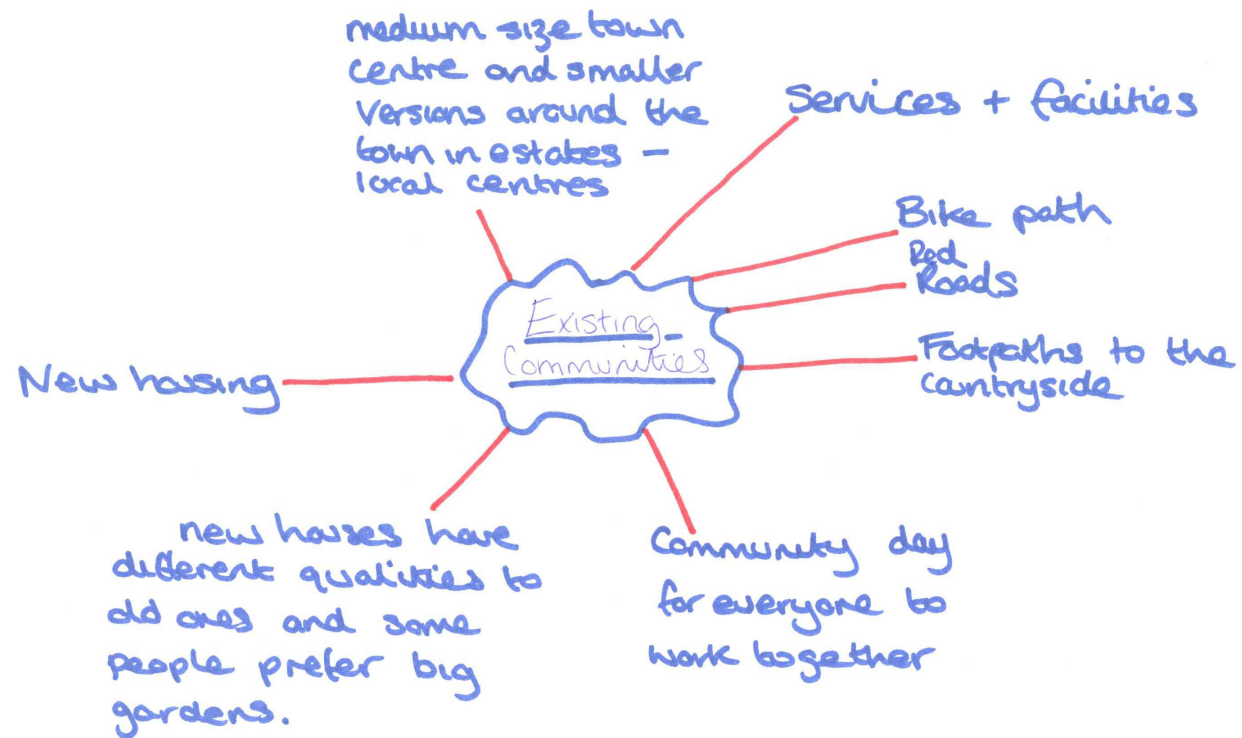 medium size town
centre and smaller
versions around the
town in estates -
local centres
Services + facilities
Bike path
Red
Roads
Footpaths to the
countryside
Existing
Communities
New housing
new houses have
different qualities to
old ones and some
people prefer big
gardens.
Community day
for everyone to
work together